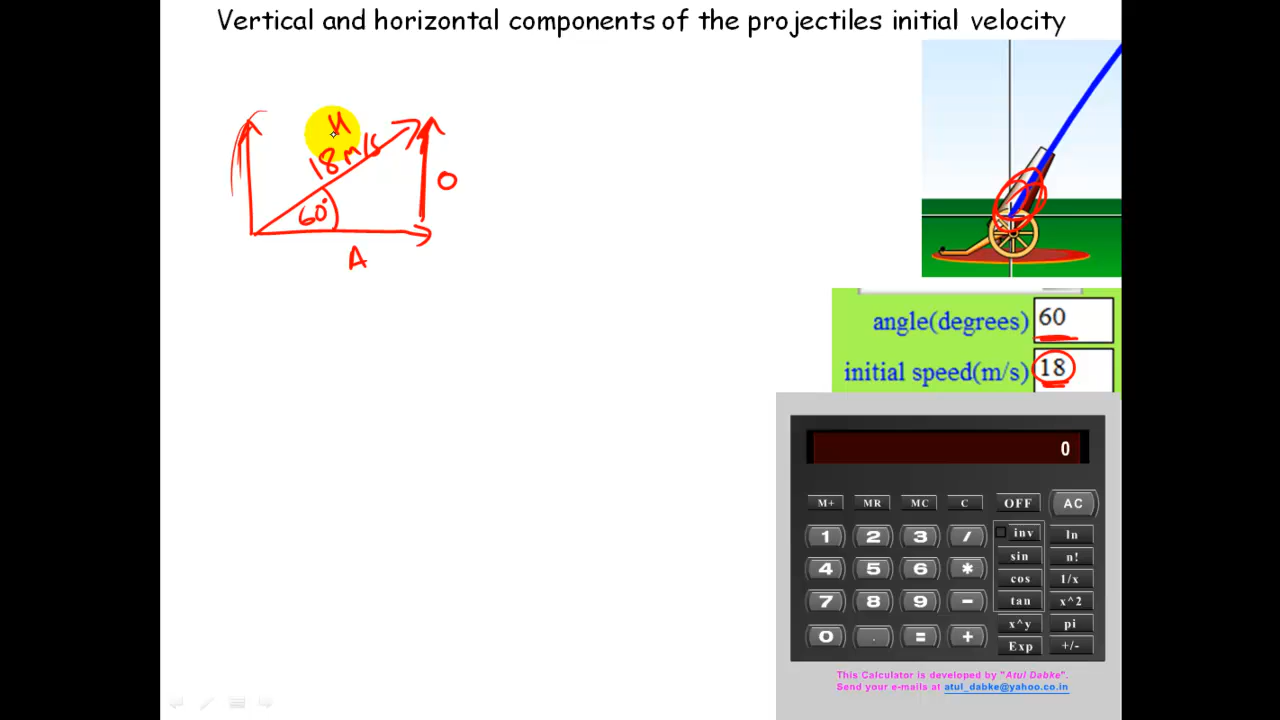 Vertical and horizontal components of the projectiles initial velocity
H
18 m/s
60°
O
A
angle(degrees) 60
initial speed(m/s) 18
0
M+ MR MC C OFF AC
1 2 3 / inv ln
4 5 6 * sin n!
cos 1/x
7 8 9 - tan x^2
0 . = + x^y pi
Exp +/-
This Calculator is developed by "Atul Dabke".
Send your e-mails at atul_dabke@yahoo.co.in